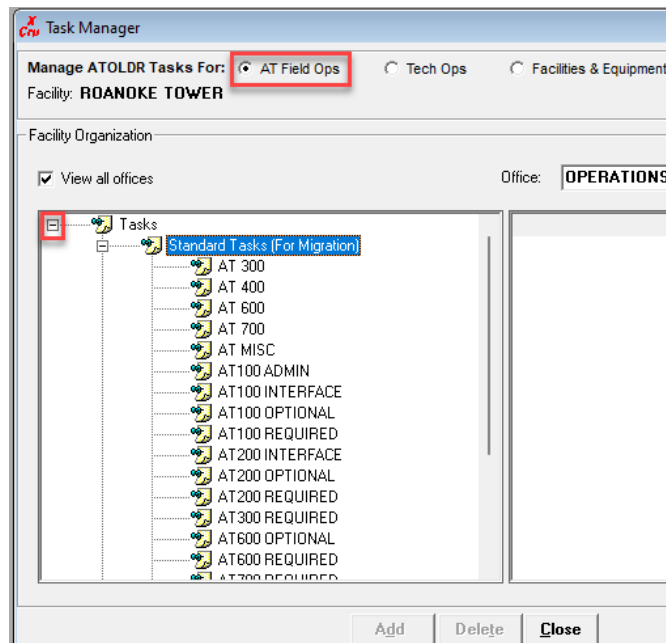 X
Cru Task Manager
Manage ATOLDR Tasks For: AT Field Ops Tech Ops Facilities & Equipment
Facility: ROANOKE TOWER
Facility Organization
View all offices Office: OPERATIONS
Tasks
Standard Tasks (For Migration)
AT 300
AT 400
AT 600
AT 700
AT MISC
AT100 ADMIN
AT100 INTERFACE
AT100 OPTIONAL
AT100 REQUIRED
AT200 INTERFACE
AT200 OPTIONAL
AT200 REQUIRED
AT300 REQUIRED
AT600 OPTIONAL
AT600 REQUIRED
AT700 REQUIRED
Add Delete Close